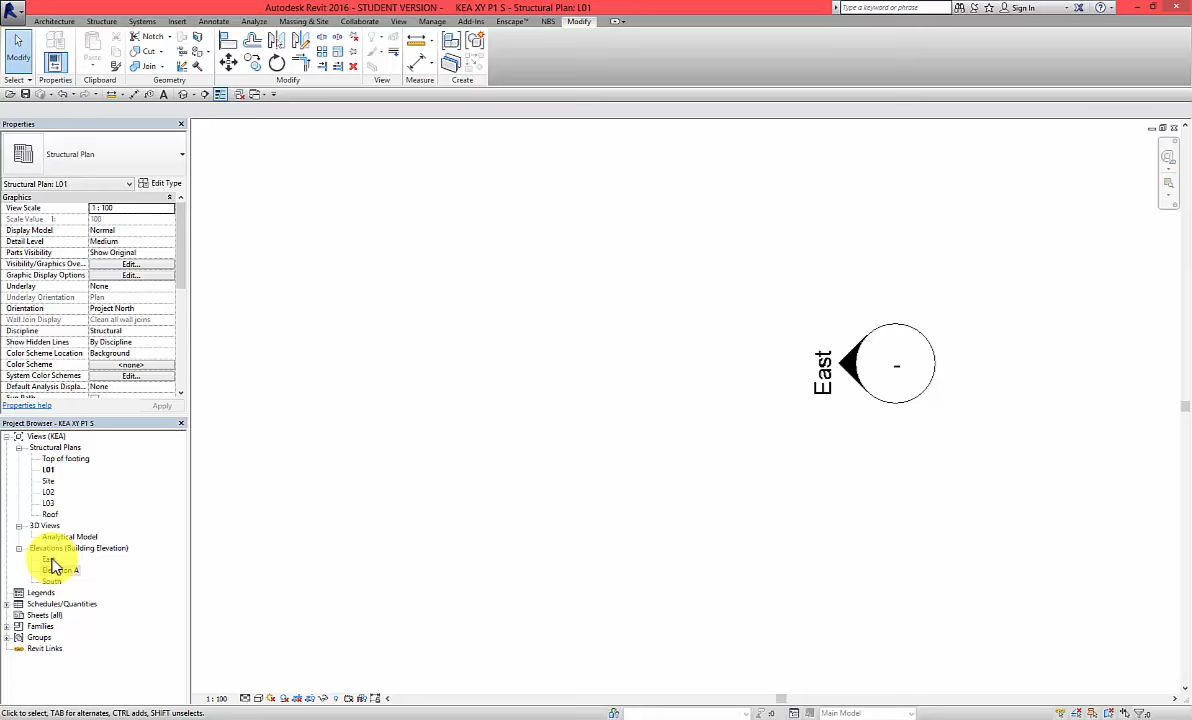 Autodesk Revit 2016 - STUDENT VERSION - KEA XY P1 S - Structural Plan: L01
Type a keyword or phrase
Sign In
Architecture Structure Systems Insert Annotate Analyze Massing & Site Collaborate View Manage Add-Ins Enscape™ NBS Modify
Modify
Paste
Notch
Cut
Join
Select Properties Clipboard Geometry Modify View Measure Create
Properties
Structural Plan
Structural Plan: L01
Edit Type
Graphics
View Scale 1 : 100
Scale Value 1: 100
Display Model Normal
Detail Level Medium
Parts Visibility Show Original
Visibility/Graphics Ove... Edit...
Graphic Display Options Edit...
Underlay None
Underlay Orientation Plan
Orientation Project North
Wall Join Display Clean all wall joins
Discipline Structural
Show Hidden Lines By Discipline
Color Scheme Location Background
Color Scheme <none>
System Color Schemes Edit...
Default Analysis Displa... None
Properties help
Apply
Project Browser - KEA XY P1 S
Views (KEA)
Structural Plans
Top of footing
L01
Site
L02
L03
Roof
3D Views
Analytical Model
Elevations (Building Elevation)
South
Legends
Schedules/Quantities
Sheets (all)
Families
Groups
Revit Links
East
-
1 : 100
Click to select, TAB for alternates, CTRL adds, SHIFT unselects.
:0
Main Model
:0